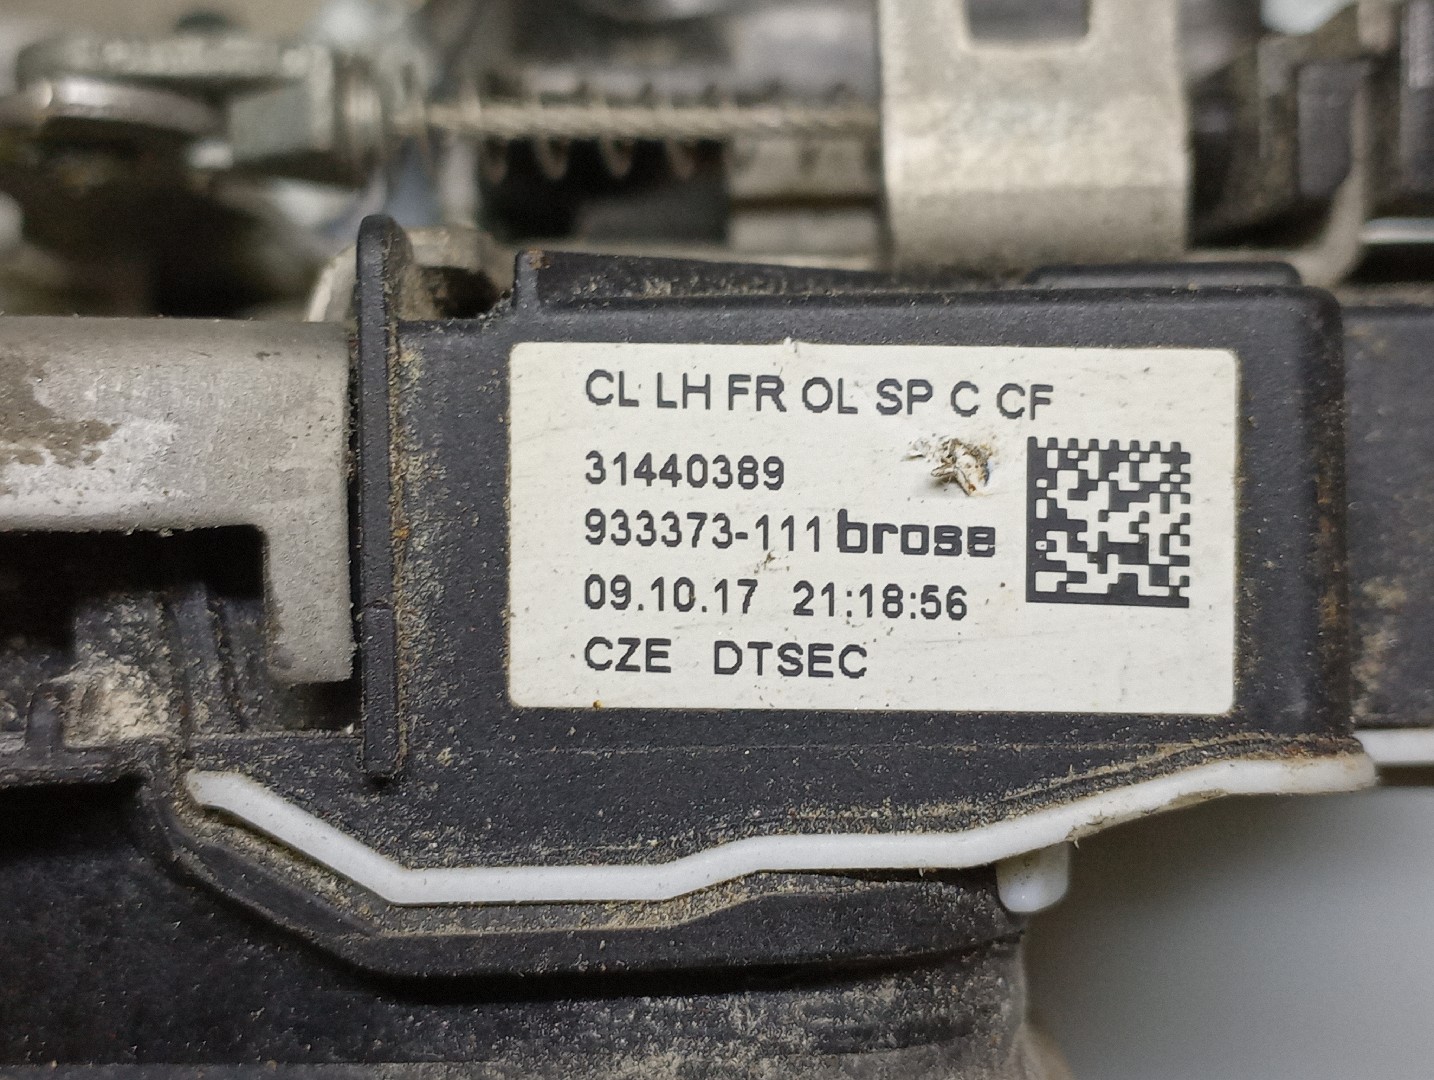 CL LH FR OL SP C CF
31440389
933373-111 brose
09.10.17 21:18:56
CZE DTSEC